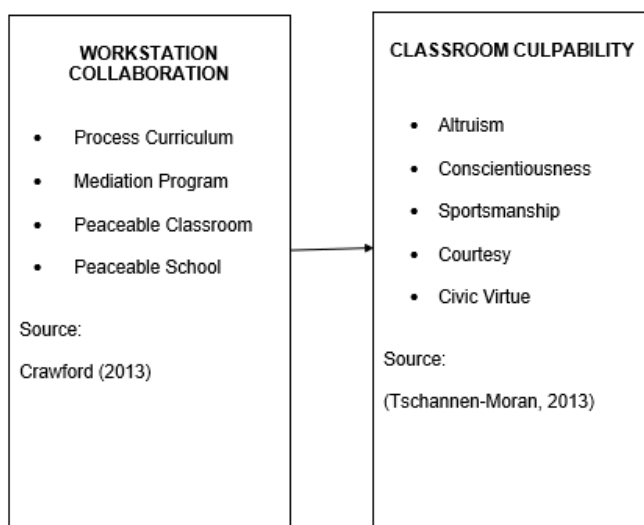 WORKSTATION
COLLABORATION
• Process Curriculum
• Mediation Program
• Peaceable Classroom
• Peaceable School
Source:
Crawford (2013)
CLASSROOM CULPABILITY
• Altruism
• Conscientiousness
• Sportsmanship
• Courtesy
• Civic Virtue
Source:
(Tschannen-Moran, 2013)